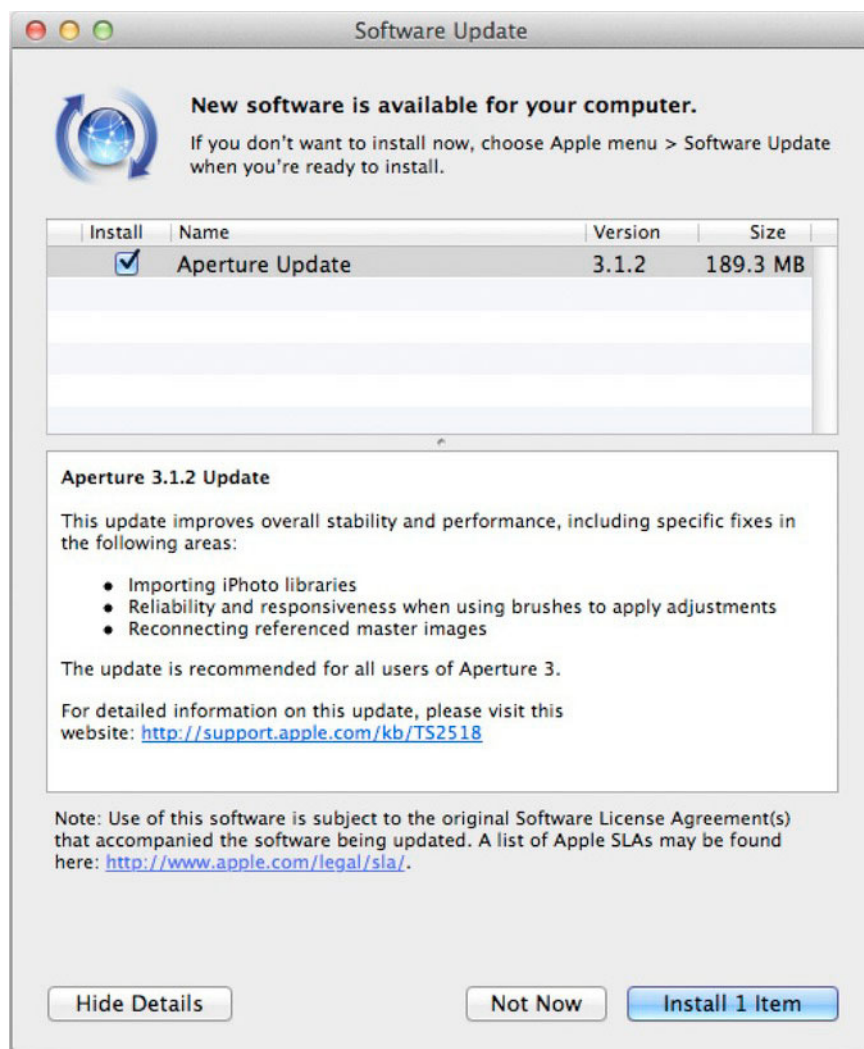 Software Update
New software is available for your computer.
If you don't want to install now, choose Apple menu > Software Update
when you're ready to install.
Install Name Version Size
Aperture Update 3.1.2 189.3 MB
Aperture 3.1.2 Update
This update improves overall stability and performance, including specific fixes in
the following areas:
• Importing iPhoto libraries
• Reliability and responsiveness when using brushes to apply adjustments
• Reconnecting referenced master images
The update is recommended for all users of Aperture 3.
For detailed information on this update, please visit this
website: http://support.apple.com/kb/TS2518
Note: Use of this software is subject to the original Software License Agreement(s)
that accompanied the software being updated. A list of Apple SLAs may be found
here: http://www.apple.com/legal/sla/.
Hide Details Not Now Install 1 Item